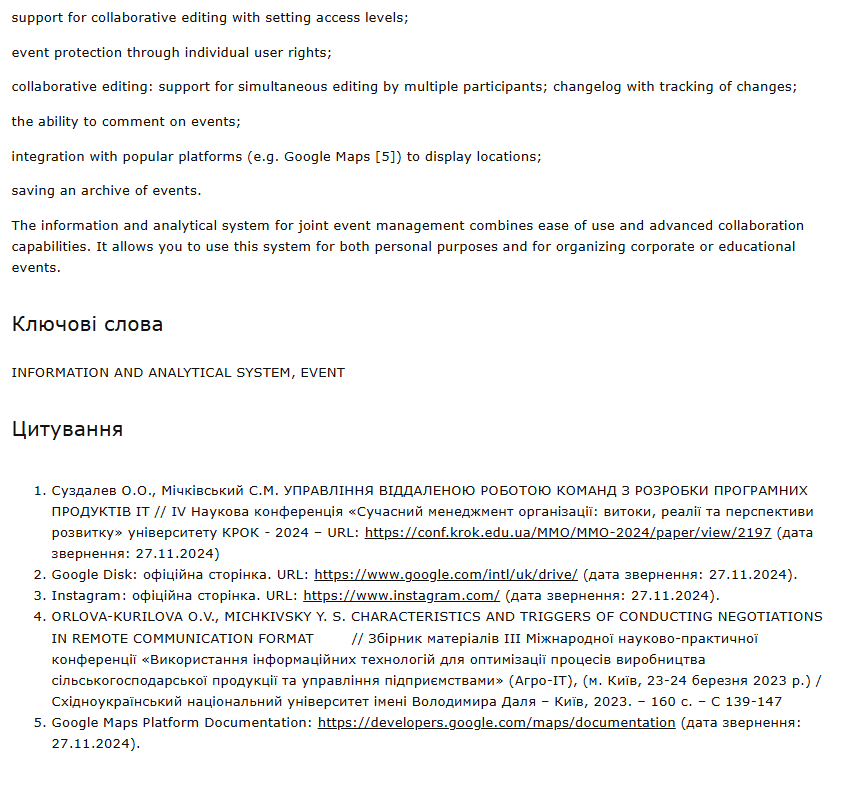 support for collaborative editing with setting access levels;
event protection through individual user rights;
collaborative editing: support for simultaneous editing by multiple participants; changelog with tracking of changes;
the ability to comment on events;
integration with popular platforms (e.g. Google Maps [5]) to display locations;
saving an archive of events.
The information and analytical system for joint event management combines ease of use and advanced collaboration
capabilities. It allows you to use this system for both personal purposes and for organizing corporate or educational
events.
Ключові слова
INFORMATION AND ANALYTICAL SYSTEM, EVENT
Цитування
1. Суздалев О.О., Мічківський С.М. УПРАВЛІННЯ ВІДДАЛЕНОЮ РОБОТОЮ КОМАНД З РОЗРОБКИ ПРОГРАМНИХ
ПРОДУКТІВ ІТ // IV Наукова конференція «Сучасний менеджмент організації: витоки, реалії та перспективи
розвитку» університету КРОК - 2024 – URL: https://conf.krok.edu.ua/MMO/MMO-2024/paper/view/2197 (дата
звернення: 27.11.2024)
2. Google Disk: офіційна сторінка. URL: https://www.google.com/intl/uk/drive/ (дата звернення: 27.11.2024).
3. Instagram: офіційна сторінка. URL: https://www.instagram.com/ (дата звернення: 27.11.2024).
4. ORLOVA-KURILOVA O.V., MICHKIVSKY Y. S. CHARACTERISTICS AND TRIGGERS OF CONDUCTING NEGOTIATIONS
IN REMOTE COMMUNICATION FORMAT // Збірник матеріалів III Міжнародної науково-практичної
конференції «Використання інформаційних технологій для оптимізації процесів виробництва
сільськогосподарської продукції та управління підприємствами» (Агро-ІТ), (м. Київ, 23-24 березня 2023 р.) /
Східноукраїнський національний університет імені Володимира Даля – Київ, 2023. – 160 с. – С 139-147
5. Google Maps Platform Documentation: https://developers.google.com/maps/documentation (дата звернення:
27.11.2024).